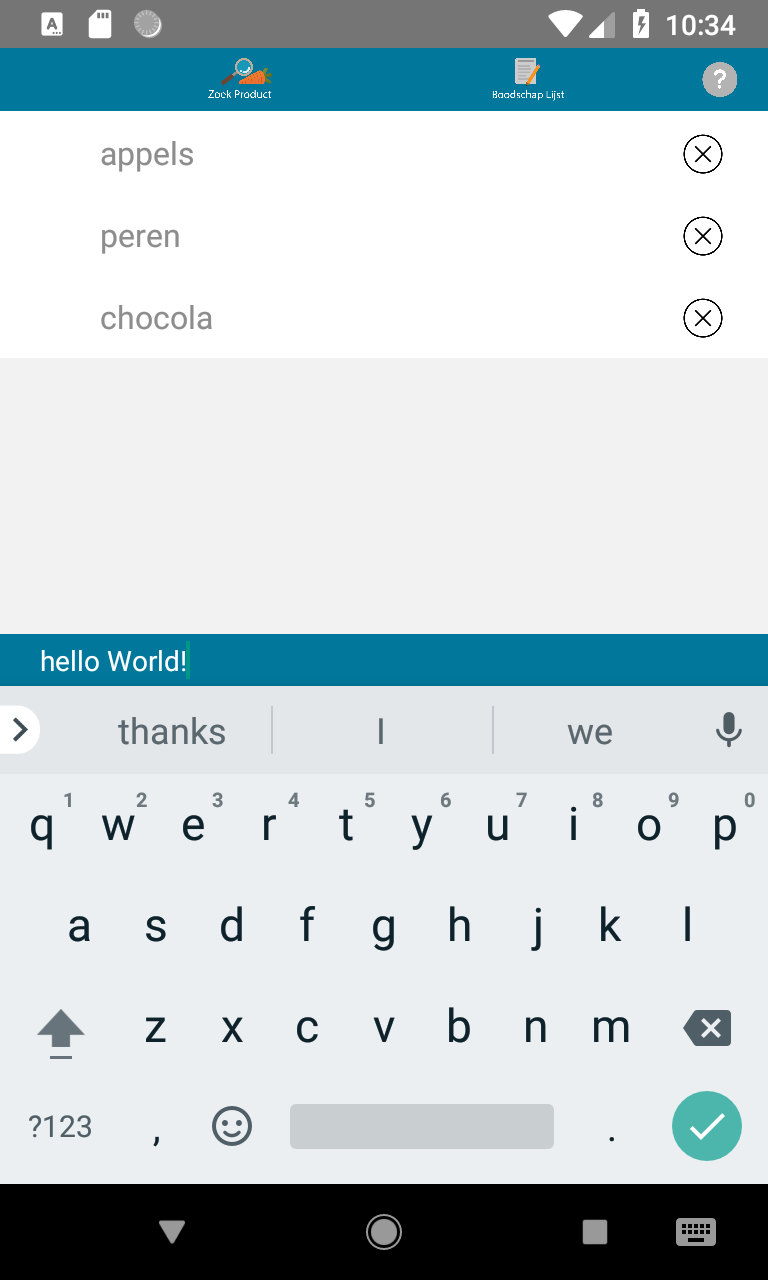 10:34
Zoek Product
Boodschap Lijst
?
appels
peren
chocola
hello World!
thanks I we
1 2 3 4 5 6 7 8 9 0
q w e r t y u i o p
a s d f g h j k l
z x c v b n m
?123 , .